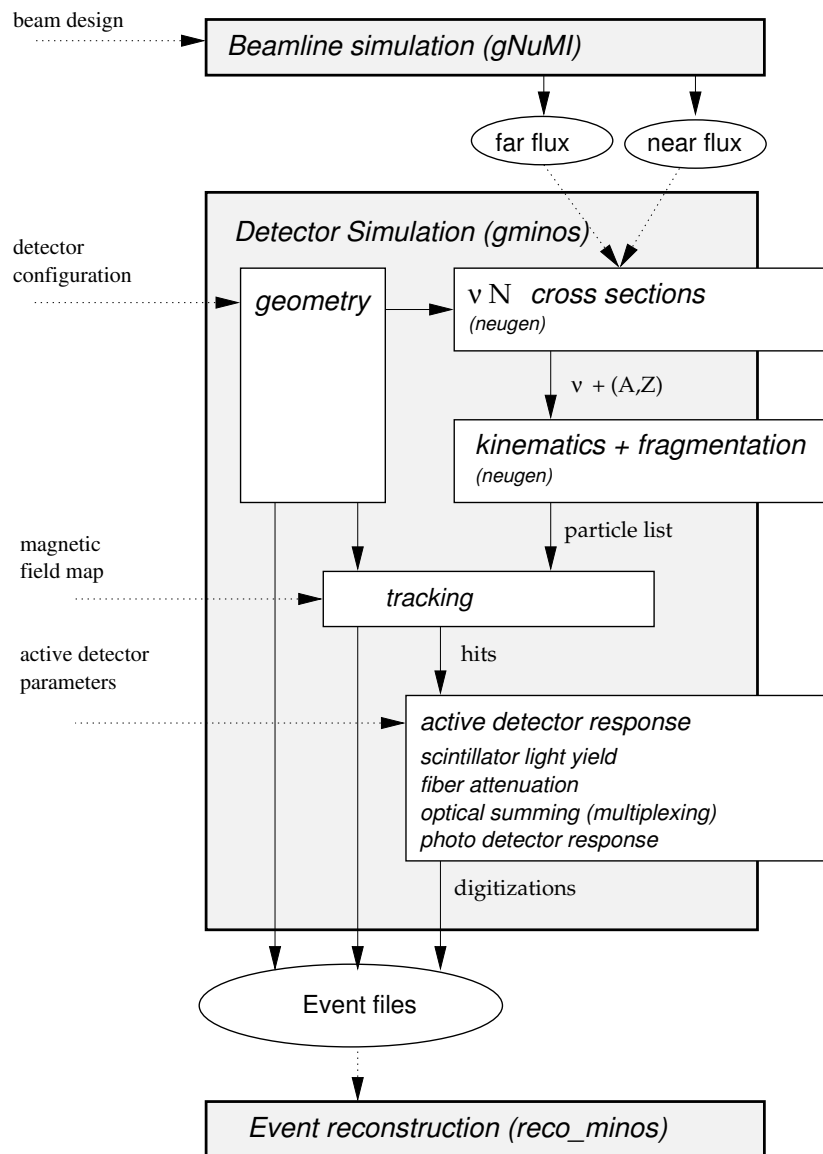 beam design
Beamline simulation (gNuMI)
far flux
near flux
Detector Simulation (gminos)
detector
configuration
geometry
ν N cross sections
(neugen)
ν + (A,Z)
kinematics + fragmentation
(neugen)
particle list
magnetic
field map
tracking
hits
active detector
parameters
active detector response
scintillator light yield
fiber attenuation
optical summing (multiplexing)
photo detector response
digitizations
Event files
Event reconstruction (reco_minos)